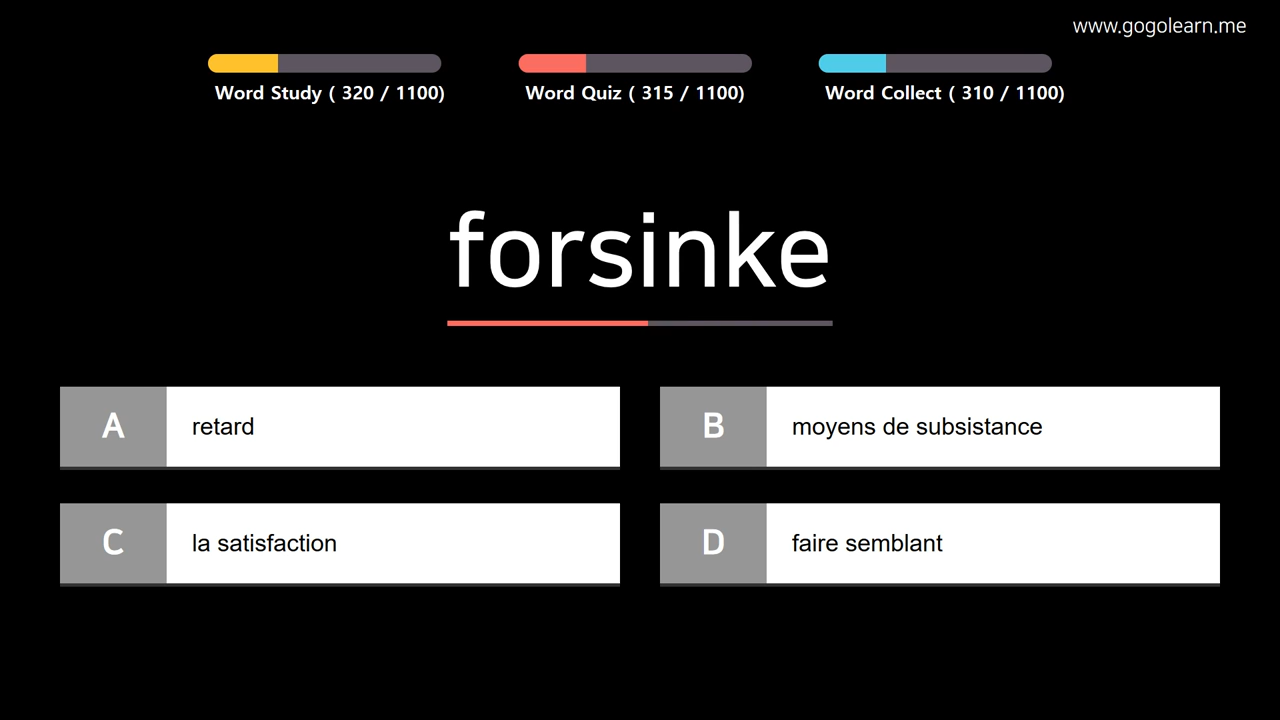 www.gogolearn.me
Word Study ( 320 / 1100)
Word Quiz ( 315 / 1100)
Word Collect ( 310 / 1100)
forsinke
A retard
B moyens de subsistance
C la satisfaction
D faire semblant